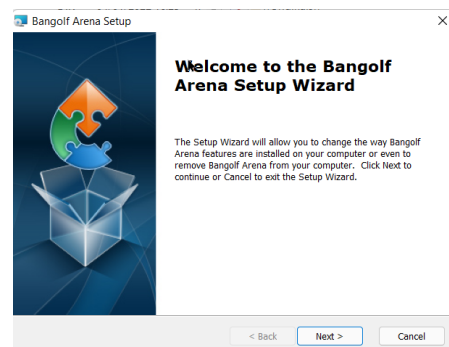 Bangolf Arena Setup
Welcome to the Bangolf
Arena Setup Wizard
The Setup Wizard will allow you to change the way Bangolf
Arena features are installed on your computer or even to
remove Bangolf Arena from your computer. Click Next to
continue or Cancel to exit the Setup Wizard.
< Back Next > Cancel